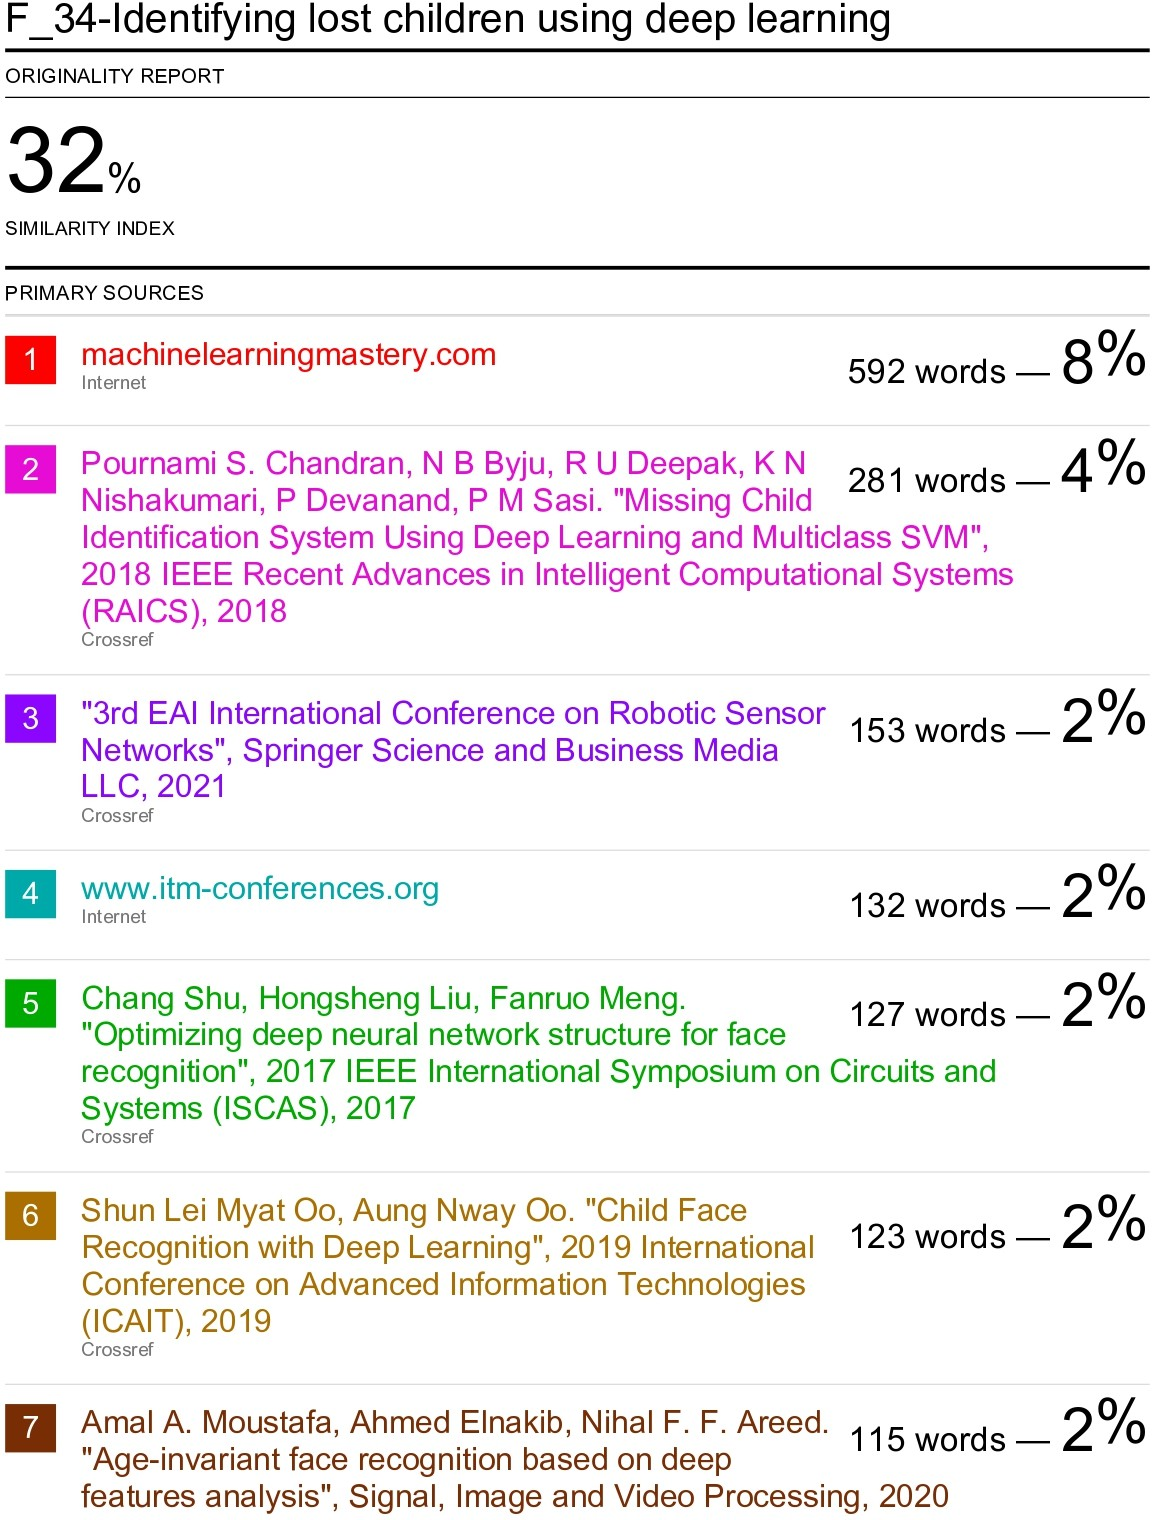 F_34-Identifying lost children using deep learning
ORIGINALITY REPORT
32%
SIMILARITY INDEX
PRIMARY SOURCES
1 machinelearningmastery.com 592 words — 8%
Internet
2 Pournami S. Chandran, N B Byju, R U Deepak, K N 281 words — 4%
Nishakumari, P Devanand, P M Sasi. "Missing Child
Identification System Using Deep Learning and Multiclass SVM",
2018 IEEE Recent Advances in Intelligent Computational Systems
(RAICS), 2018
Crossref
3 "3rd EAI International Conference on Robotic Sensor 153 words — 2%
Networks", Springer Science and Business Media
LLC, 2021
Crossref
4 www.itm-conferences.org 132 words — 2%
Internet
5 Chang Shu, Hongsheng Liu, Fanruo Meng. 127 words — 2%
"Optimizing deep neural network structure for face
recognition", 2017 IEEE International Symposium on Circuits and
Systems (ISCAS), 2017
Crossref
6 Shun Lei Myat Oo, Aung Nway Oo. "Child Face 123 words — 2%
Recognition with Deep Learning", 2019 International
Conference on Advanced Information Technologies
(ICAIT), 2019
Crossref
7 Amal A. Moustafa, Ahmed Elnakib, Nihal F. F. Areed. 115 words — 2%
"Age-invariant face recognition based on deep
features analysis", Signal, Image and Video Processing, 2020